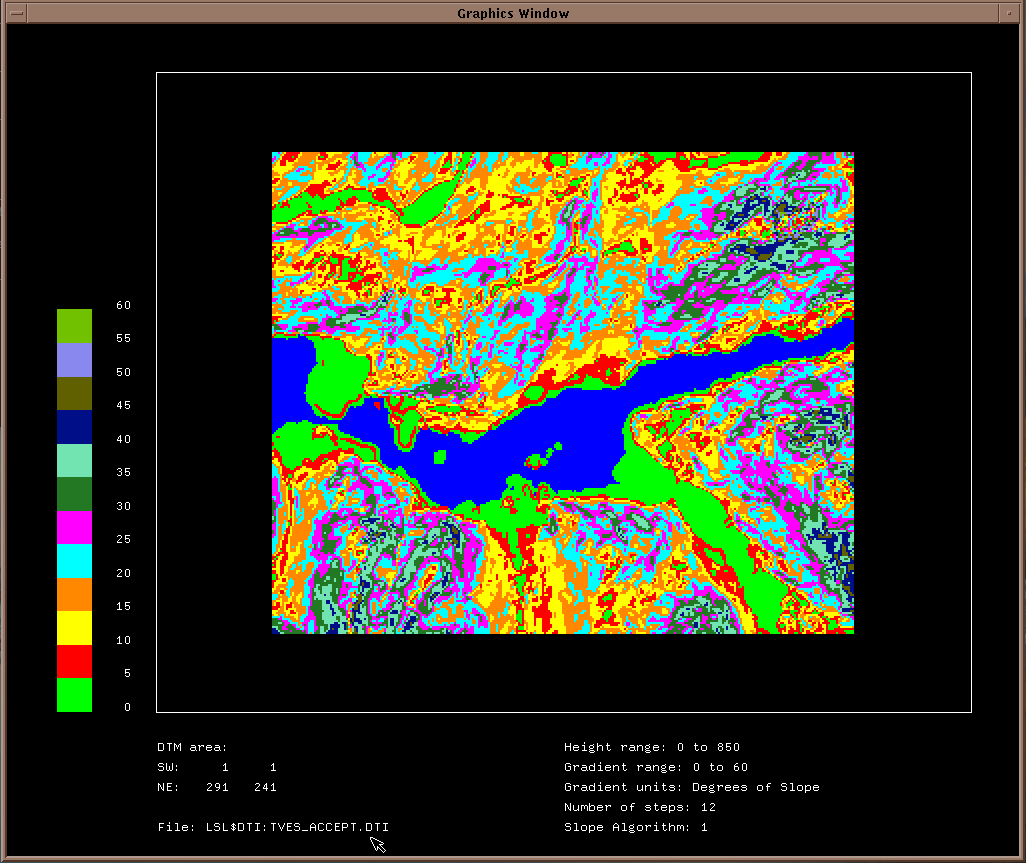 Graphics Window
60
55
50
45
40
35
30
25
20
15
10
5
0
DTM area:
SW: 1 1
NE: 291 241
File: LSL$DTI:TVES_ACCEPT.DTI
Height range: 0 to 850
Gradient range: 0 to 60
Gradient units: Degrees of Slope
Number of steps: 12
Slope Algorithm: 1